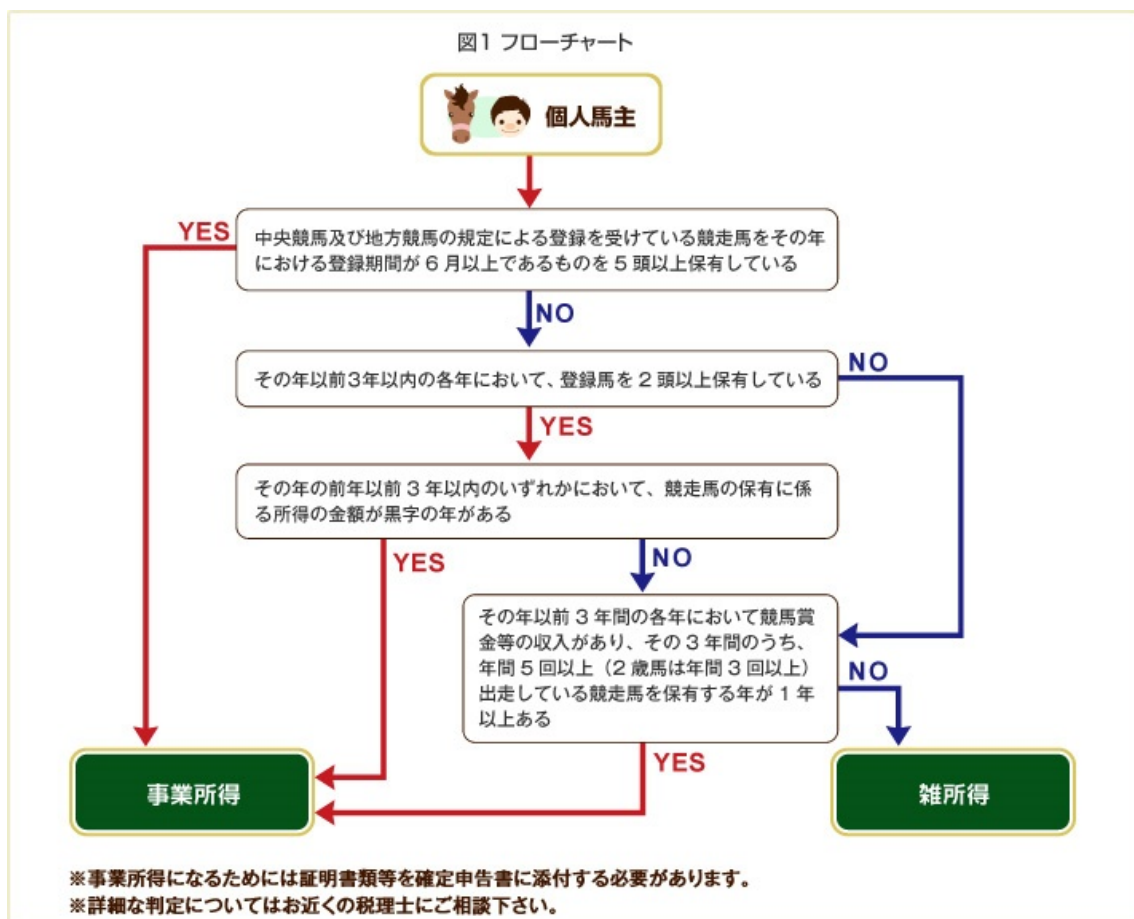 図1 フローチャート
個人馬主
YES
中央競馬及び地方競馬の規定による登録を受けている競走馬をその年
における登録期間が6月以上であるものを5頭以上保有している
NO
その年以前3年以内の各年において、登録馬を2頭以上保有している
NO
YES
その年の前年以前3年以内のいずれかにおいて、競走馬の保有に係
る所得の金額が黒字の年がある
YES
NO
その年以前3年間の各年において競馬賞
金等の収入があり、その3年間のうち、
年間5回以上（2歳馬は年間3回以上）
出走している競走馬を保有する年が1年
以上ある
NO
YES
事業所得
雑所得
※事業所得になるためには証明書類等を確定申告書に添付する必要があります。
※詳細な判定についてはお近くの税理士にご相談下さい。